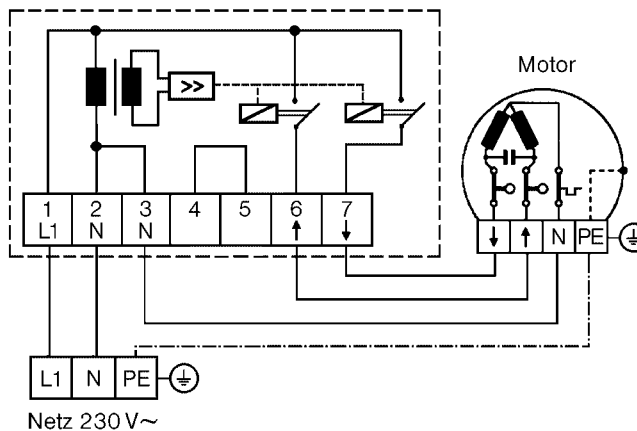 Motor
>>
1 2 3 4 5 6 7
L1 N N ↑ ↓
↓ ↑ N PE
L1 N PE
Netz 230 V~